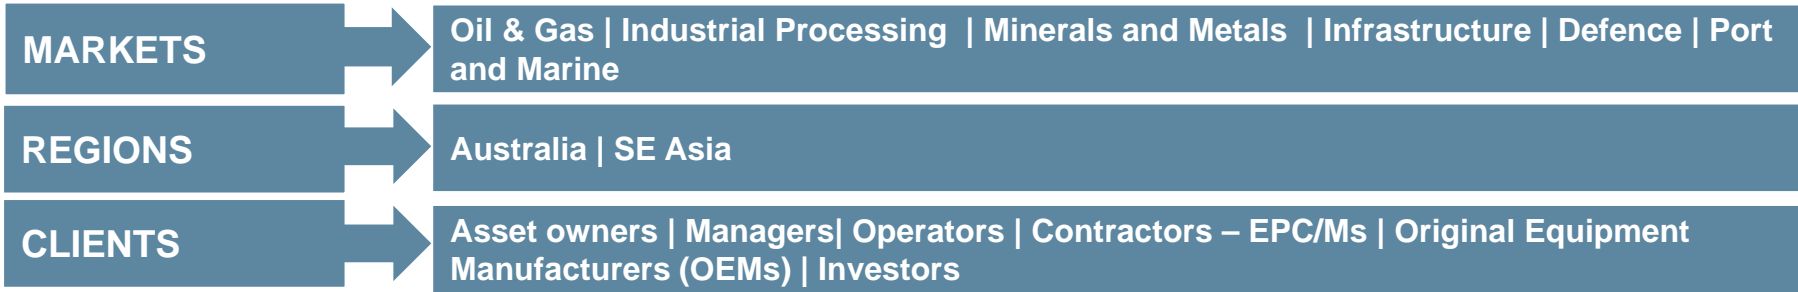 MARKETS
Oil & Gas | Industrial Processing  | Minerals and Metals  | Infrastructure | Defence | Port
and Marine
REGIONS
Australia | SE Asia
CLIENTS
Asset owners | Managers| Operators | Contractors – EPC/Ms | Original Equipment
Manufacturers (OEMs) | Investors